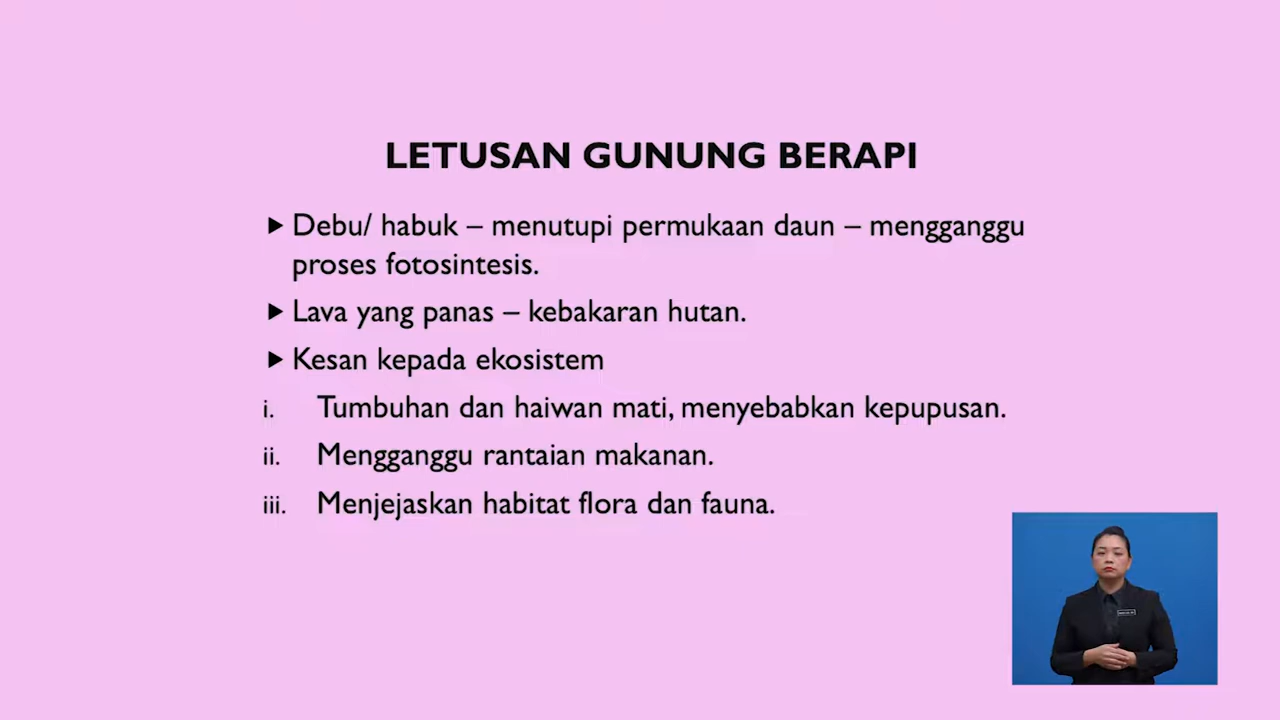 LETUSAN GUNUNG BERAPI
▶ Debu/ habuk – menutupi permukaan daun – mengganggu
proses fotosintesis.
▶ Lava yang panas – kebakaran hutan.
▶ Kesan kepada ekosistem
i. Tumbuhan dan haiwan mati, menyebabkan kepupusan.
ii. Mengganggu rantaian makanan.
iii. Menjejaskan habitat flora dan fauna.